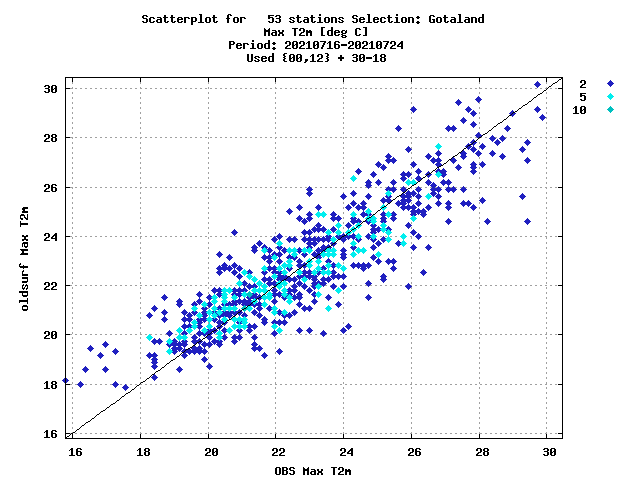 Scatterplot for   53 stations Selection: Gotaland
Max T2m [deg C]
Period: 20210716-20210724
Used {00,12} + 30-18
2
5
10
30
28
26
24
22
20
18
16
oldsurf Max T2m
16 18 20 22 24 26 28 30
OBS Max T2m